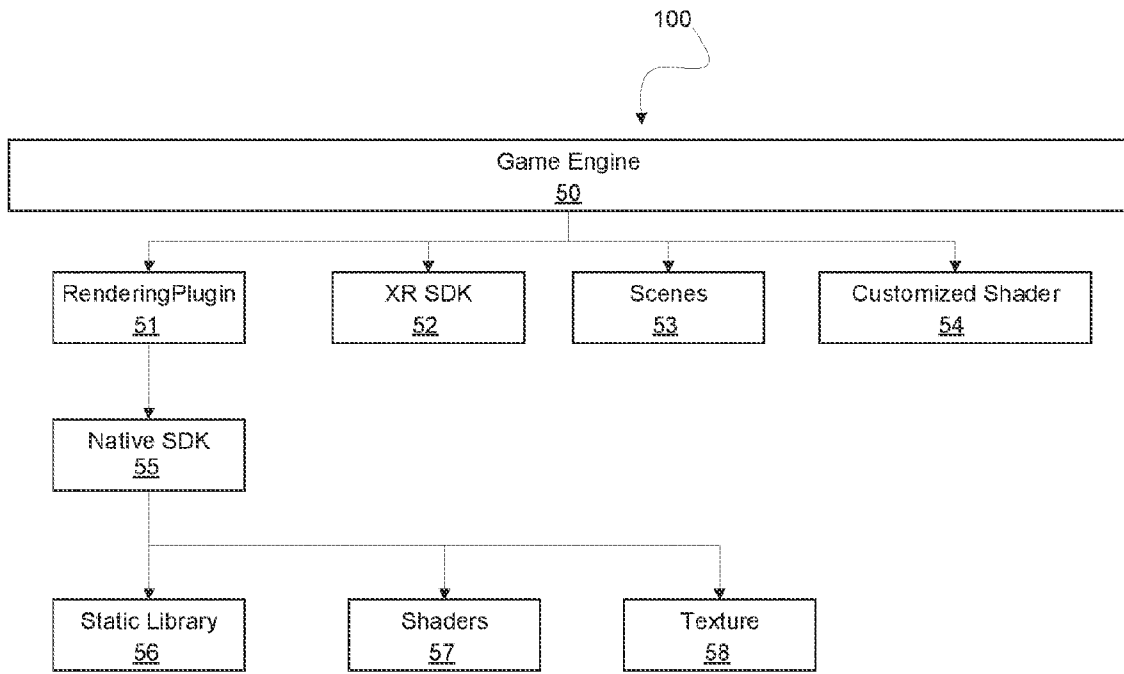 100
Game Engine
50
RenderingPlugin
51
XR SDK
52
Scenes
53
Customized Shader
54
Native SDK
55
Static Library
56
Shaders
57
Texture
58